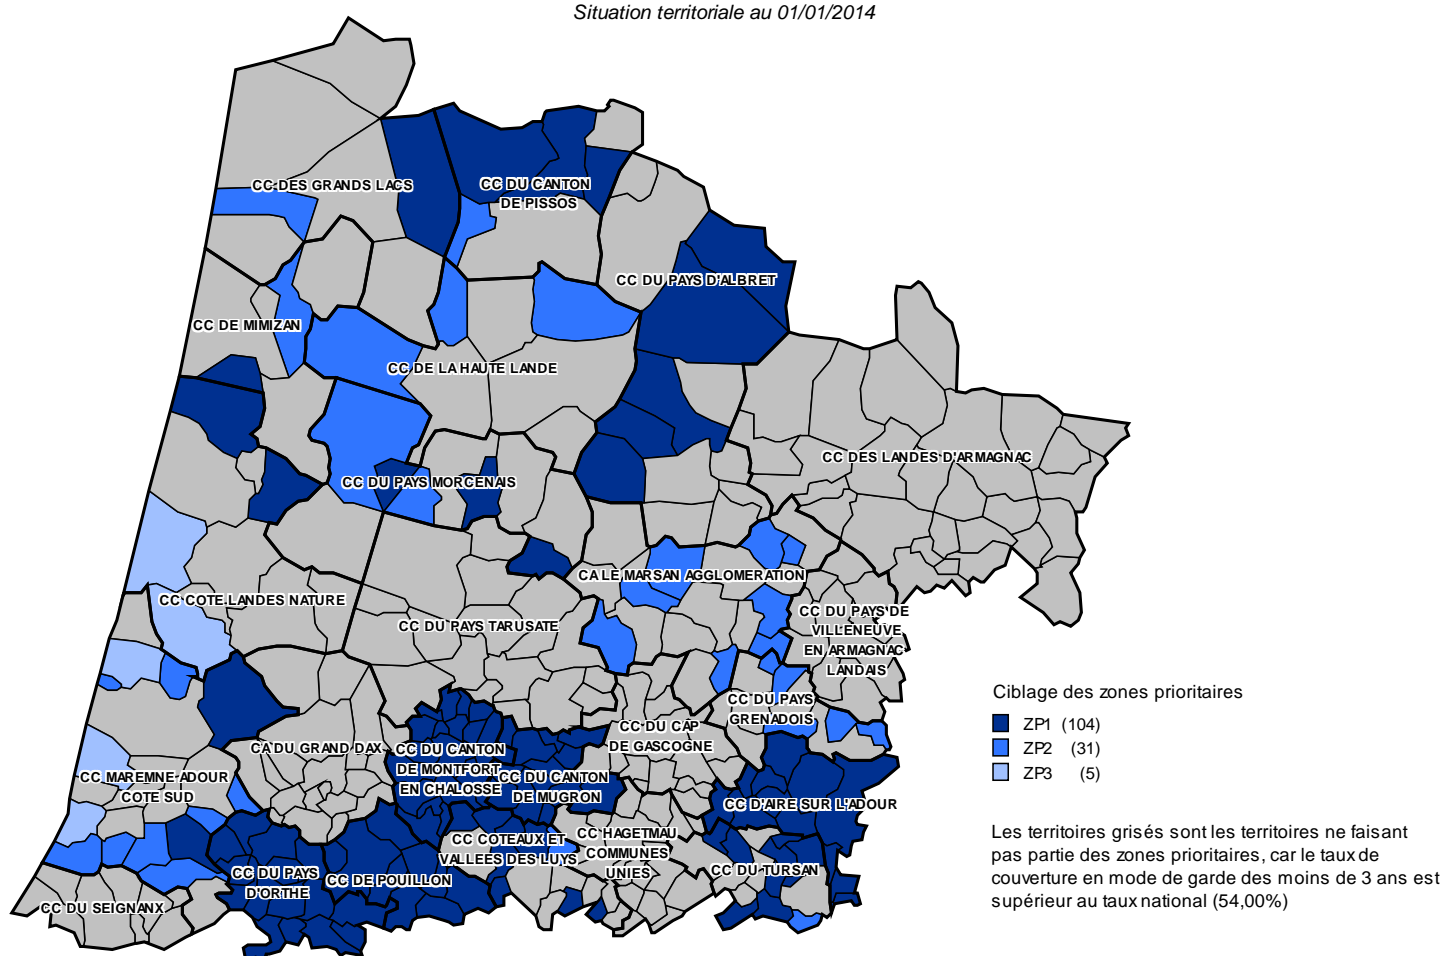 Situation territoriale au 01/01/2014
CC DES GRANDS LACS
CC DU CANTON
DE PISSOS
CC DU PAYS D'ALBRET
CC DE MIMIZAN
CC DE LA HAUTE LANDE
CC DES LANDES D'ARMAGNAC
CC DU PAYS MORCENAIS
CA LE MARSAN AGGLOMERATION
CC COTE LANDES NATURE
CC DU PAYS TARUSATE
CC DU PAYS DE
VILLENEUVE
EN ARMAGNAC
LANDAIS
CC DU PAYS
GRENADOIS
CC DU CAP
DE GASCOGNE
CA DU GRAND DAX
CC DU CANTON
DE MONTFORT
EN CHALOSSE
CC DU CANTON
DE MUGRON
CC MAREMNE ADOUR
COTE SUD
CC D'AIRE SUR L'ADOUR
CC COTEAUX ET
VALLEES DES LUYS
CC HAGETMAU
COMMUNES
UNIES
CC DU TURSAN
CC DU PAYS
D'ORTHE
CC DE POUILLON
CC DU SEIGNANX
Ciblage des zones prioritaires
ZP1 (104)
ZP2 (31)
ZP3 (5)
Les territoires grisés sont les territoires ne faisant
pas partie des zones prioritaires, car le taux de
couverture en mode de garde des moins de 3 ans est
supérieur au taux national (54,00%)